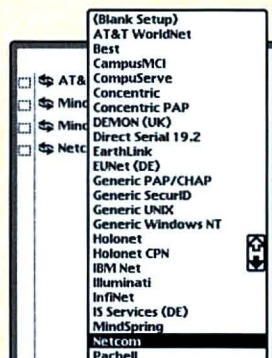 (Blank Setup)
AT&T WorldNet
Best
CampusMCI
CompuServe
Concentric
Concentric PAP
DEMON (UK)
Direct Serial 19.2
EarthLink
EUNet (DE)
Generic PAP/CHAP
Generic SecurID
Generic UNIX
Generic Windows NT
Holonet
Holonet CPN
IBM Net
Illuminati
InfiNet
IS Services (DE)
MindSpring
Netcom
PacBell
AT&
Mind
Mind
Netc